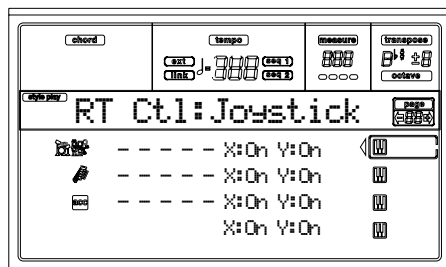 chord tempo measure transpose
ext seq 1
link seq 2
octave
style play RT Ctl:Joystick page
- - - - - X:On Y:On
- - - - - X:On Y:On
acc - - - - - X:On Y:On
X:On Y:On